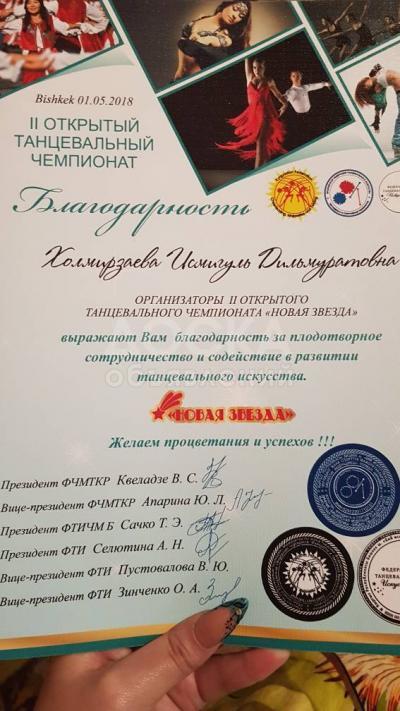 Bishkek 01.05.2018
II ОТКРЫТЫЙ
ТАНЦЕВАЛЬНЫЙ
ЧЕМПИОНАТ
Благодарность
Холмирзаева Исмигуль Дильмуратовна
ОРГАНИЗАТОРЫ II ОТКРЫТОГО
ТАНЦЕВАЛЬНОГО ЧЕМПИОНАТА «НОВАЯ ЗВЕЗДА»
выражают Вам благодарность за плодотворное
сотрудничество и содействие в развитии
танцевального искусства.
«НОВАЯ ЗВЕЗДА»
Желаем процветания и успехов !!!
Президент ФЧМТКР Квеладзе В. С.
Вице-президент ФЧМТКР Апарина Ю. Л.
Президент ФТИЧМ Б Сачко Т. Э.
Президент ФТИ Селютина А. Н.
Вице-президент ФТИ Пустовалова В. Ю.
Вице-президент ФТИ Зинченко О. А.